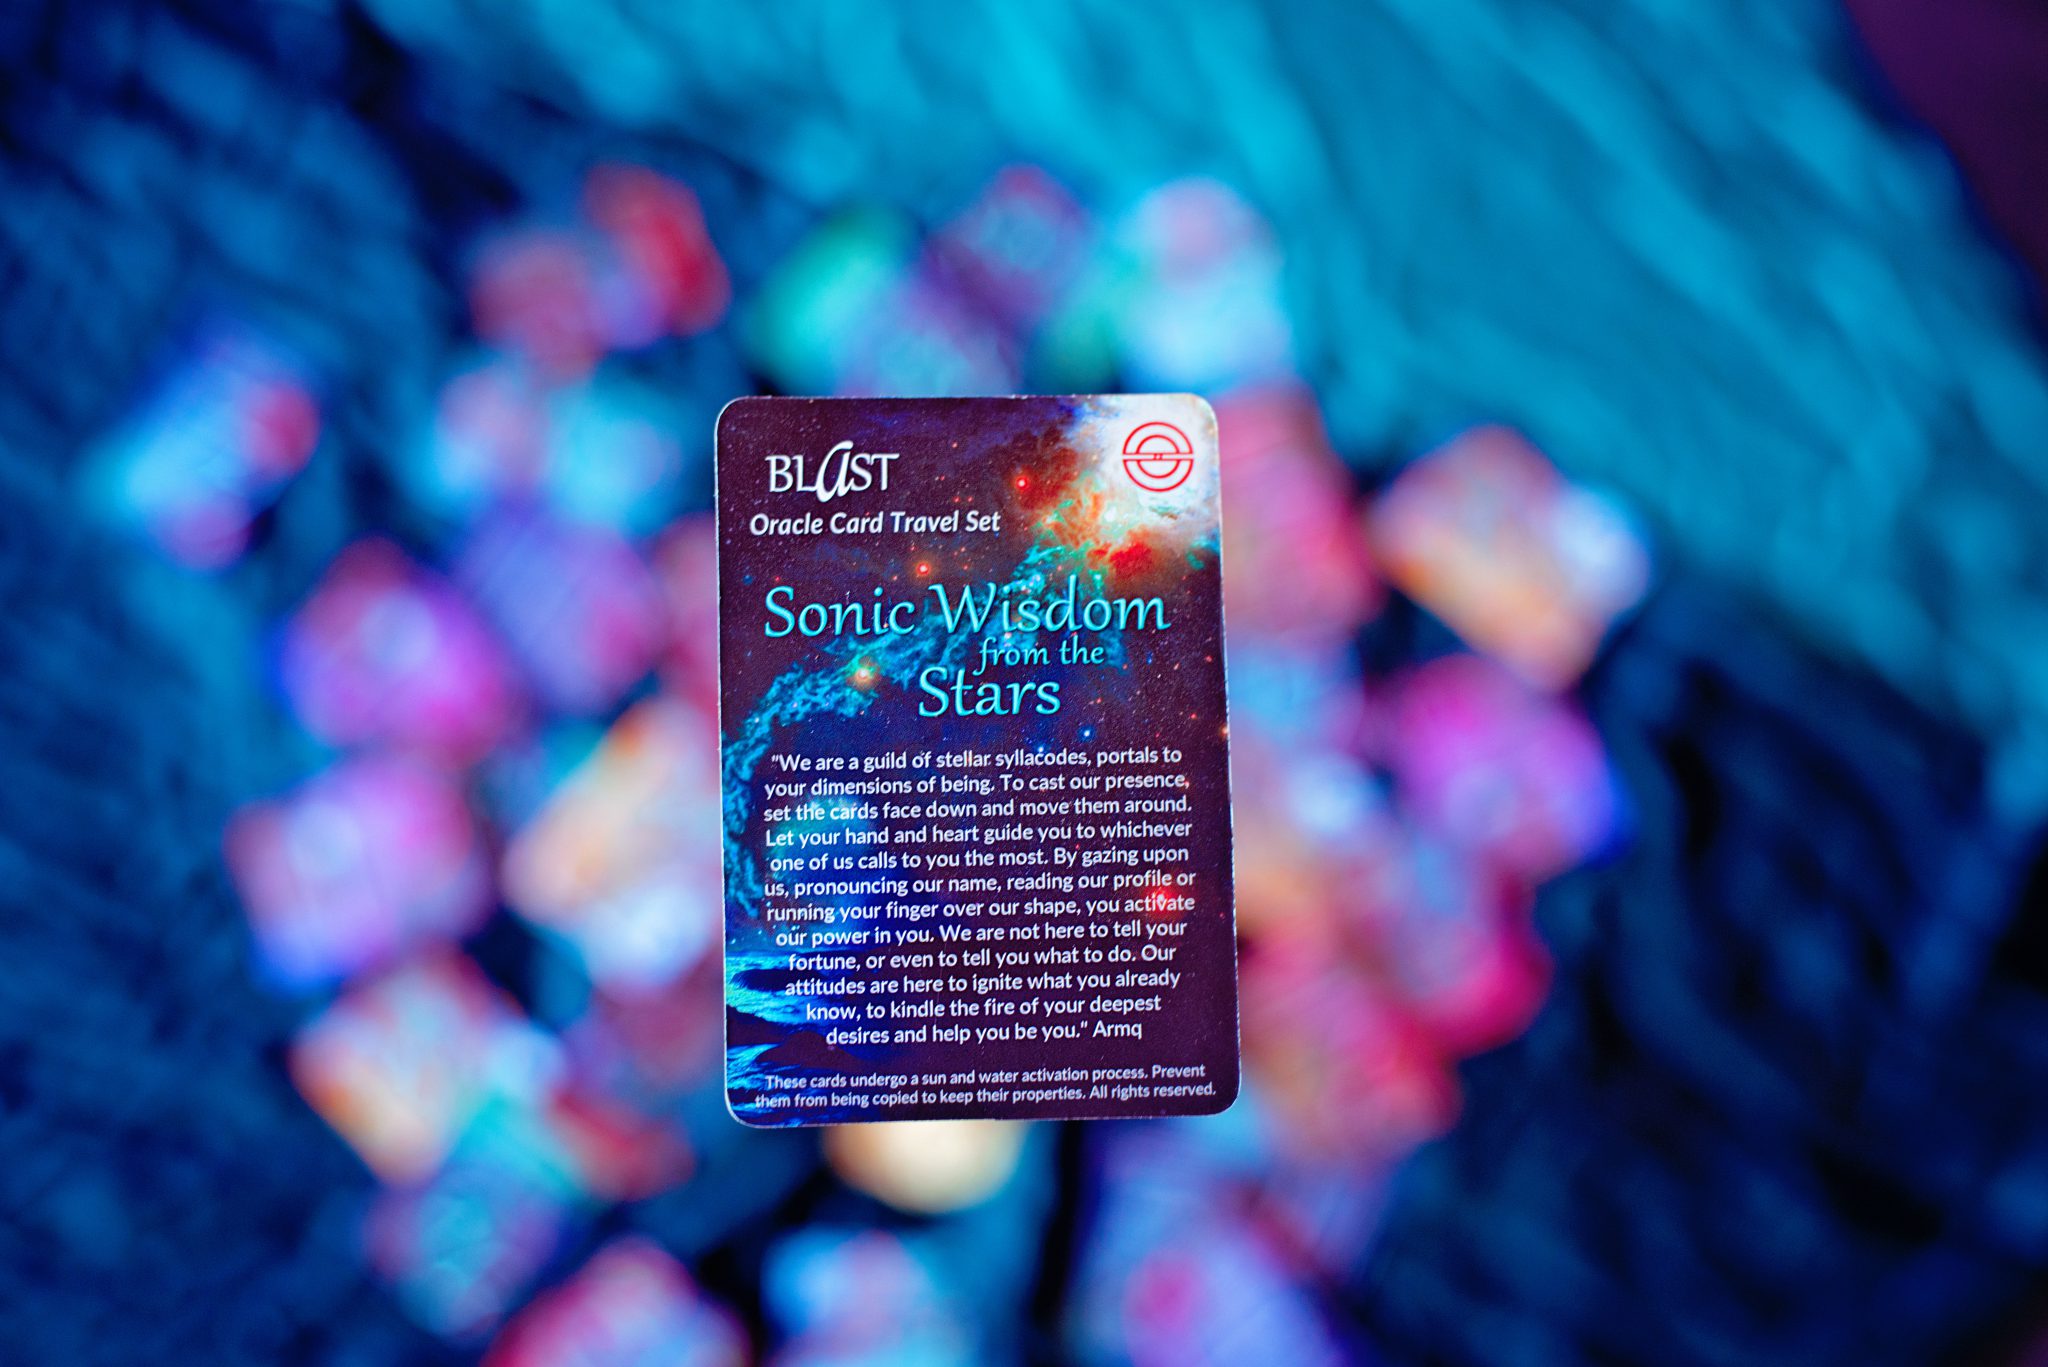 BLaST
Oracle Card Travel Set
Sonic Wisdom
from the
Stars
"We are a guild of stellar syllacodes, portals to
your dimensions of being. To cast our presence,
set the cards face down and move them around.
Let your hand and heart guide you to whichever
one of us calls to you the most. By gazing upon
us, pronouncing our name, reading our profile or
running your finger over our shape, you activate
our power in you. We are not here to tell your
fortune, or even to tell you what to do. Our
attitudes are here to ignite what you already
know, to kindle the fire of your deepest
desires and help you be you." Armq
These cards undergo a sun and water activation process. Prevent
them from being copied to keep their properties. All rights reserved.